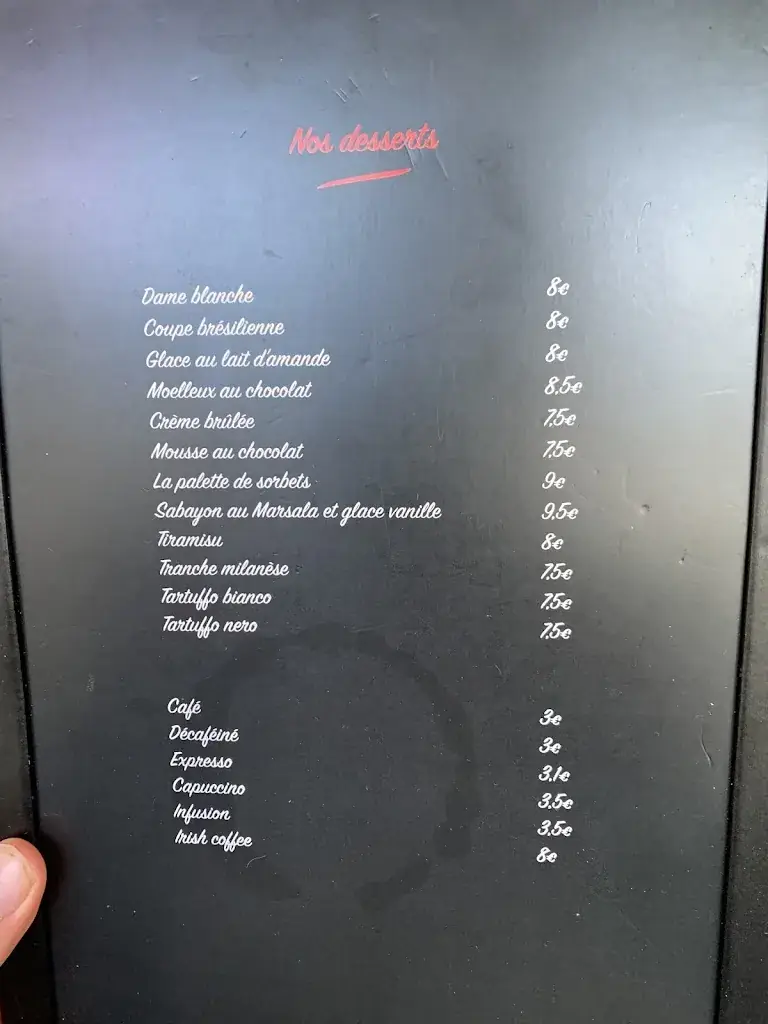 Nos desserts
Dame blanche 8€
Coupe brésilienne 8€
Glace au lait d'amande 8€
Moelleux au chocolat 8,5€
Crème brûlée 7,5€
Mousse au chocolat 7,5€
La palette de sorbets 9€
Sabayon au Marsala et glace vanille 9,5€
Tiramisu 8€
Tranche milanèse 7,5€
Tartuffo bianco 7,5€
Tartuffo nero 7,5€
Café 3€
Décaféiné 3€
Expresso 3,1€
Capuccino 3,5€
Infusion 3,5€
Irish coffee 8€